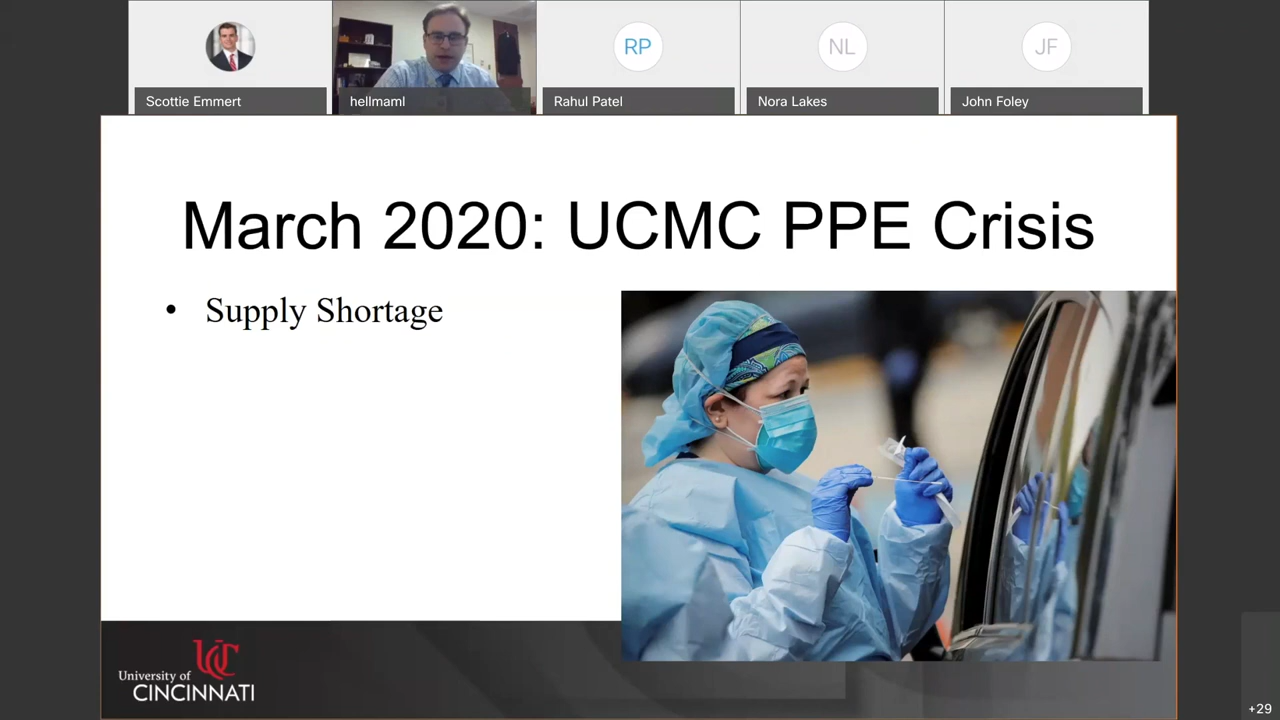 RP
NL
JF
Scottie Emmert
hellmaml
Rahul Patel
Nora Lakes
John Foley
March 2020: UCMC PPE Crisis
• Supply Shortage
UC
University of
CINCINNATI
+29